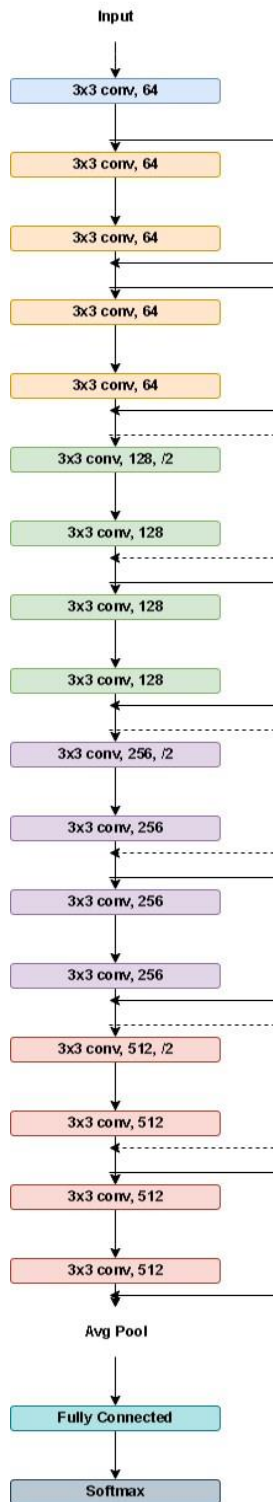 Input
3x3 conv, 64
3x3 conv, 64
3x3 conv, 64
3x3 conv, 64
3x3 conv, 64
3x3 conv, 128, /2
3x3 conv, 128
3x3 conv, 128
3x3 conv, 128
3x3 conv, 256, /2
3x3 conv, 256
3x3 conv, 256
3x3 conv, 256
3x3 conv, 512, /2
3x3 conv, 512
3x3 conv, 512
3x3 conv, 512
Avg Pool
Fully Connected
Softmax